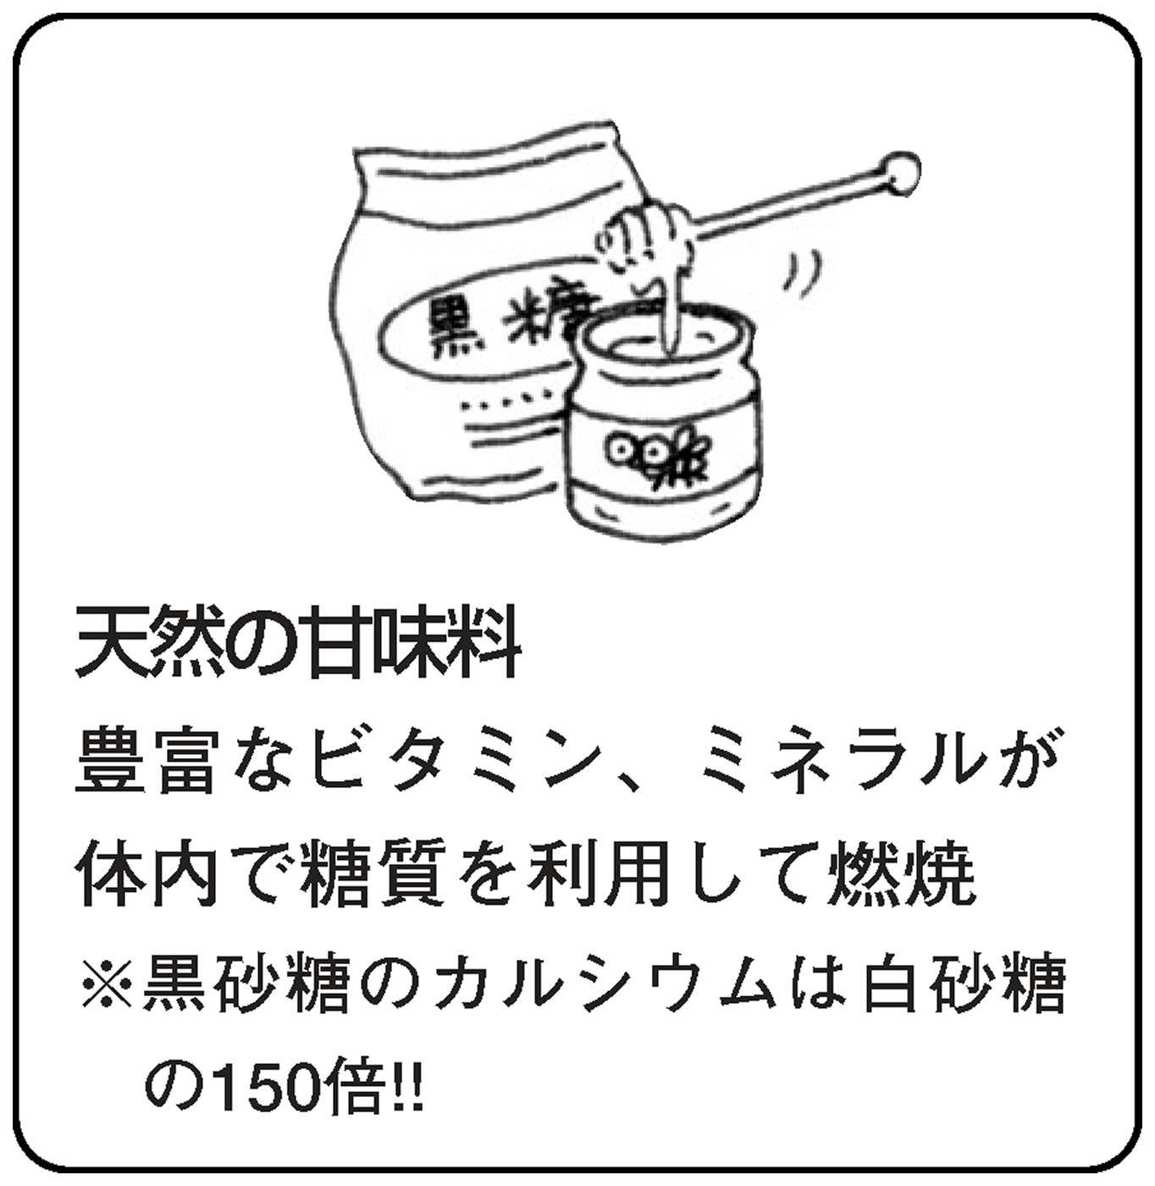 黒糖
天然の甘味料
豊富なビタミン、ミネラルが
体内で糖質を利用して燃焼
※黒砂糖のカルシウムは白砂糖
の150倍!!